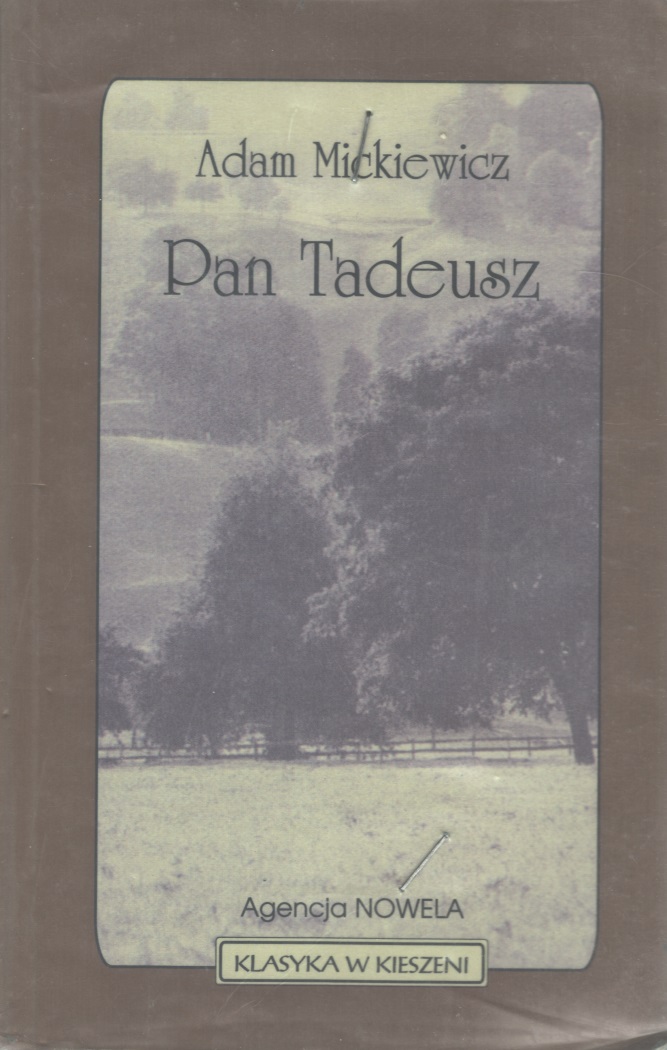 Adam Mickiewicz
Pan Tadeusz
Agencja NOWELA
KLASYKA W KIESZENI